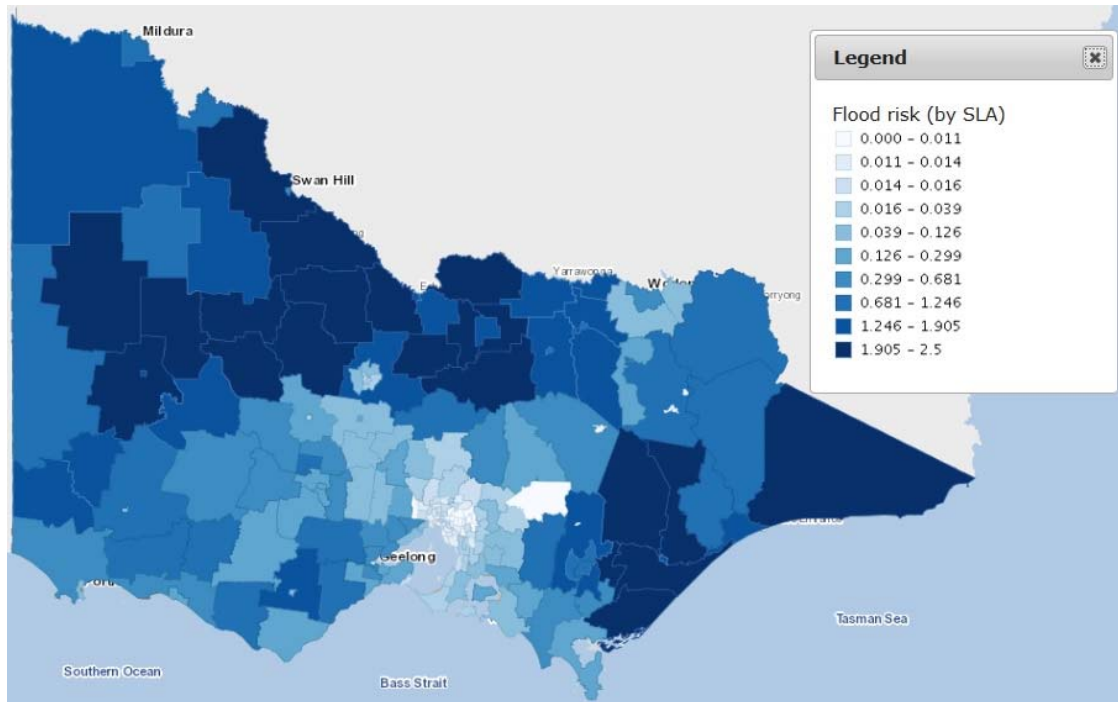 Mildura
Legend
Flood risk (by SLA)
0.000 - 0.011
0.011 - 0.014
0.014 - 0.016
0.016 - 0.039
0.039 - 0.126
0.126 - 0.299
0.299 - 0.681
0.681 - 1.246
1.246 - 1.905
1.905 - 2.5
Swan Hill
Yarrawonga
orryong
Geelong
Tasman Sea
Southern Ocean
Bass Strait